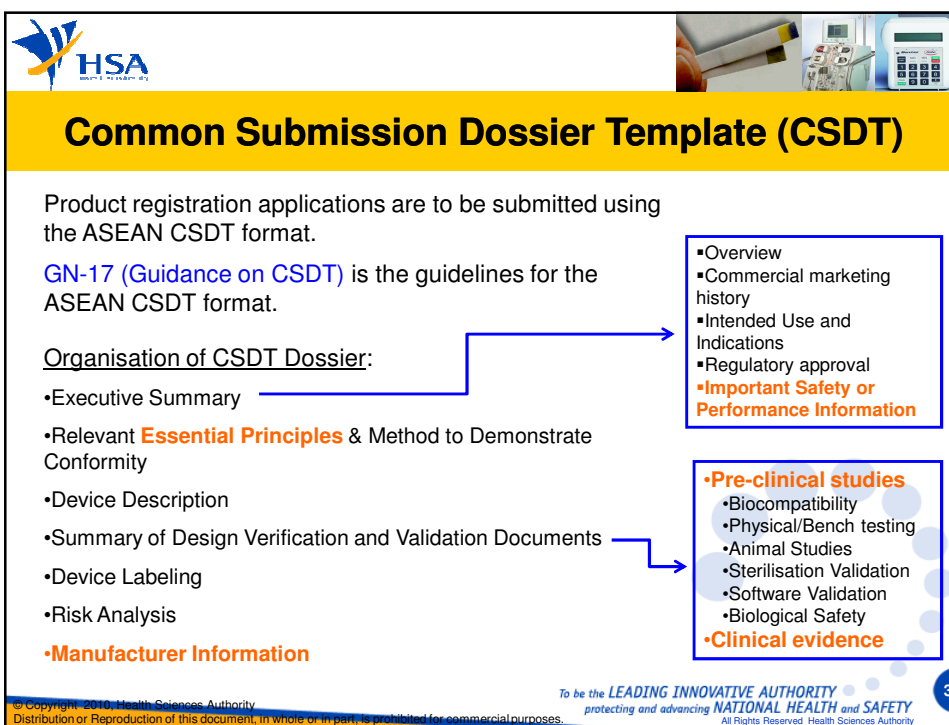 HSA
Common Submission Dossier Template (CSDT)
Product registration applications are to be submitted using
the ASEAN CSDT format.
GN-17 (Guidance on CSDT) is the guidelines for the
ASEAN CSDT format.
Organisation of CSDT Dossier:
•Executive Summary
•Relevant Essential Principles & Method to Demonstrate
Conformity
•Device Description
•Summary of Design Verification and Validation Documents
•Device Labeling
•Risk Analysis
•Manufacturer Information
▪Overview
▪Commercial marketing
history
▪Intended Use and
Indications
▪Regulatory approval
▪Important Safety or
Performance Information
•Pre-clinical studies
•Biocompatibility
•Physical/Bench testing
•Animal Studies
•Sterilisation Validation
•Software Validation
•Biological Safety
•Clinical evidence
© Copyright 2010, Health Sciences Authority
Distribution or Reproduction of this document, in whole or in part, is prohibited for commercial purposes.
To be the LEADING INNOVATIVE AUTHORITY
protecting and advancing NATIONAL HEALTH and SAFETY
All Rights Reserved Health Sciences Authority
3